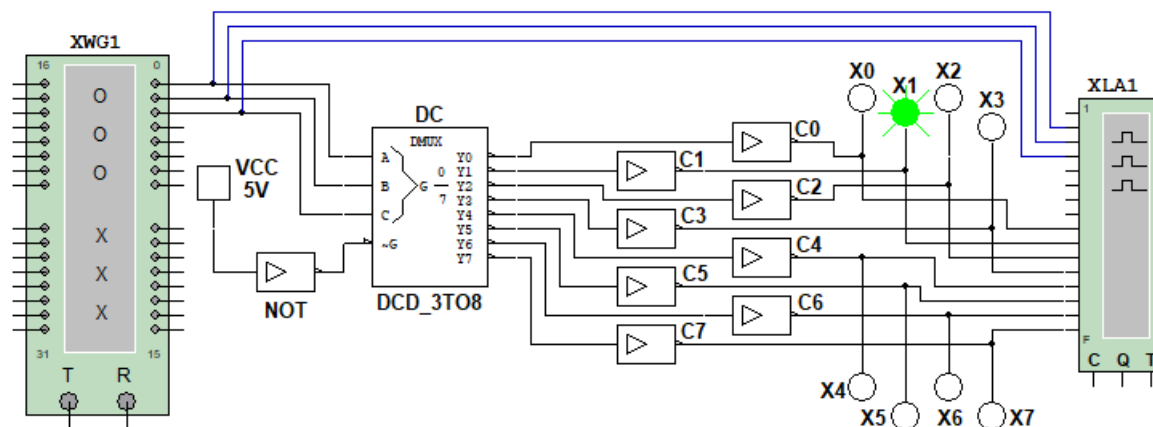 XWG1
16 0
O
O
O
X
X
X
31 15
T R
VCC
5V
NOT
DC
DMUX
A
B
C
G 0
7
~G
Y0
Y1
Y2
Y3
Y4
Y5
Y6
Y7
DCD_3TO8
C0
C1
C2
C3
C4
C5
C6
C7
X0
X1
X2
X3
X4
X5
X6
X7
XLA1
1
F
C Q T